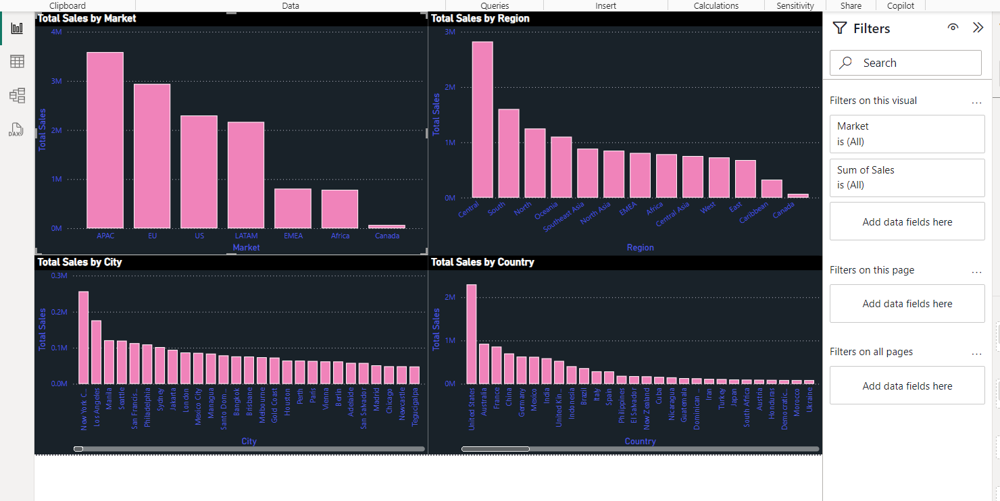 Clipboard
Data
Queries
Insert
Calculations
Sensitivity
Share
Copilot
Total Sales by Market
4M
3M
2M
1M
0M
Total Sales
APAC
EU
US
LATAM
EMEA
Africa
Canada
Market
Total Sales by Region
3M
2M
1M
0M
Total Sales
Central
South
North
Oceania
Southeast Asia
North Asia
EMEA
Africa
Central Asia
West
East
Caribbean
Canada
Region
Total Sales by City
0.3M
0.2M
0.1M
0.0M
Total Sales
New York C...
Los Angeles
Manila
Seattle
San Francis...
Philadelphia
Sydney
Jakarta
London
Mexico City
Managua
Santo Dom...
Bangkok
Brisbane
Melbourne
Gold Coast
Houston
Perth
Paris
Vienna
Berlin
Adelaide
San Salvador
Madrid
Chicago
Newcastle
Tegucigalpa
City
Total Sales by Country
2M
1M
0M
Total Sales
United States
Australia
France
China
Germany
Mexico
India
United Kin...
Indonesia
Brazil
Italy
Spain
Philippines
El Salvador
New Zealand
Cuba
Nicaragua
Guatemala
Dominican ...
Iran
Turkey
Japan
South Africa
Austria
Honduras
Democratic...
Morocco
Ukraine
Country
DAX
Filters
Search
Filters on this visual ...
Market
is (All)
Sum of Sales
is (All)
Add data fields here
Filters on this page ...
Add data fields here
Filters on all pages ...
Add data fields here